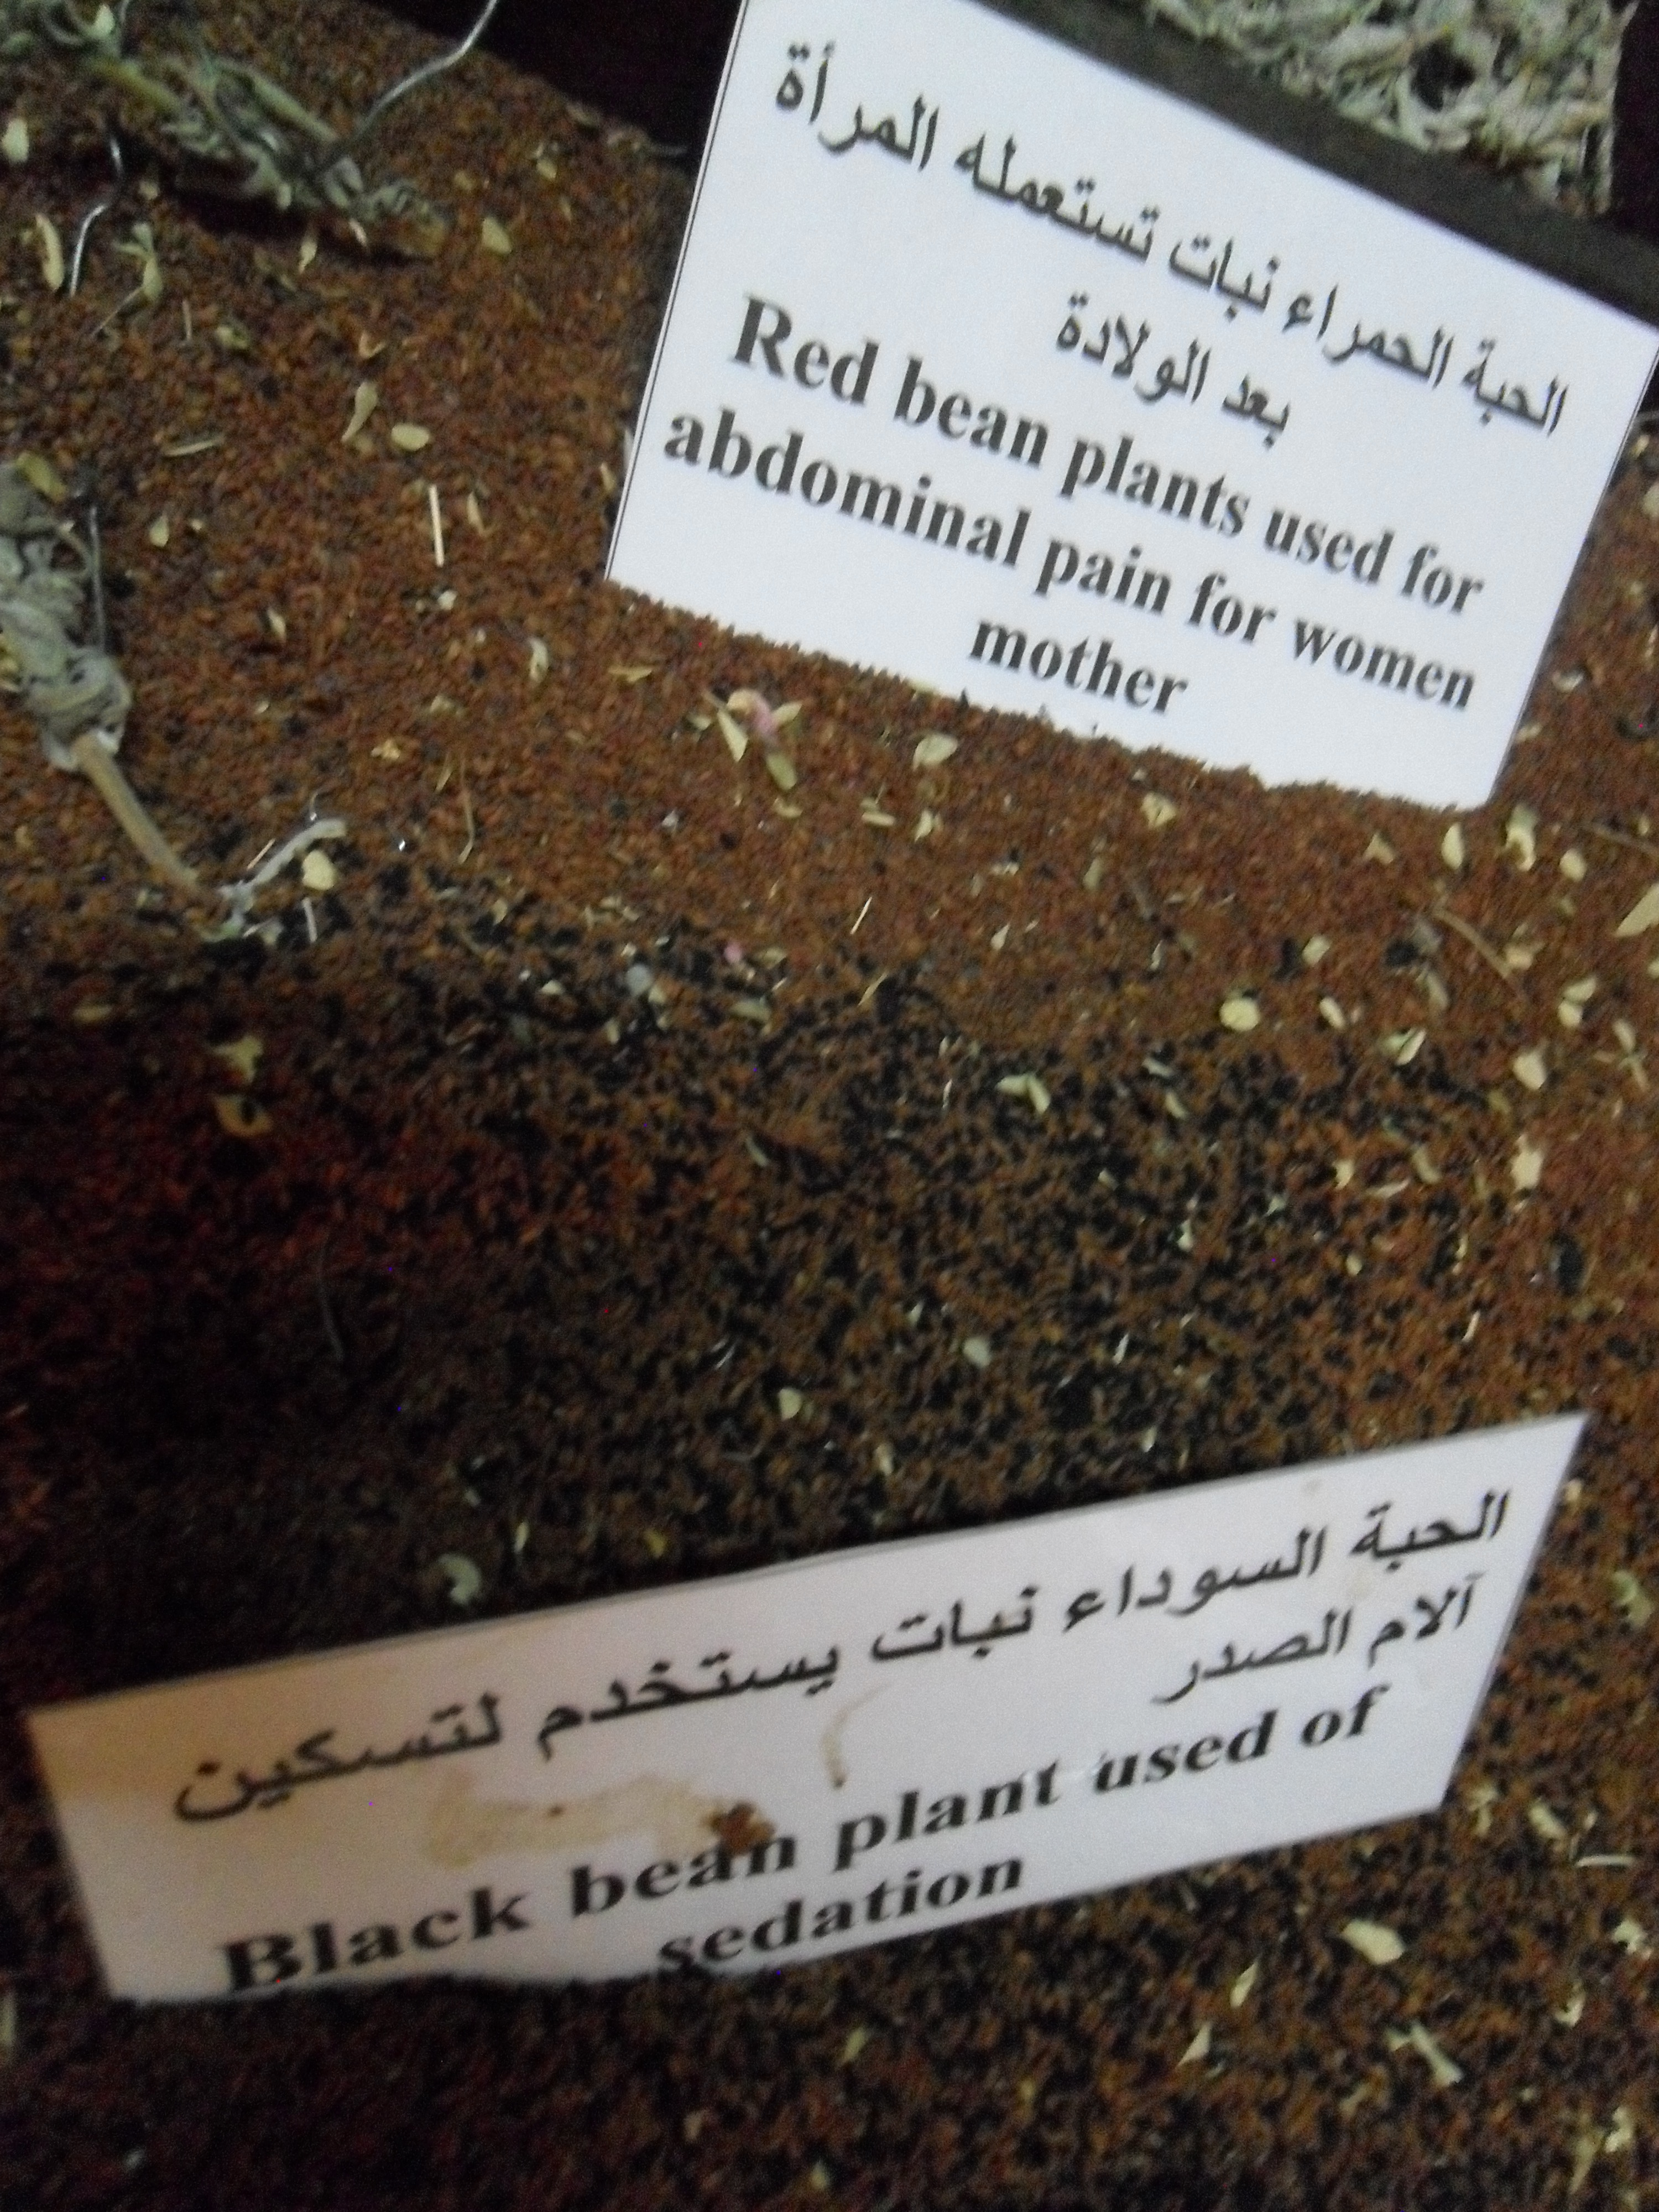 الحبة الحمراء نبات تستعمله المرأة
بعد الولادة
Red bean plants used for
abdominal pain for women
mother
الحبة السوداء نبات يستخدم لتسكين
آلام الصدر
Black bean plant used of
sedation